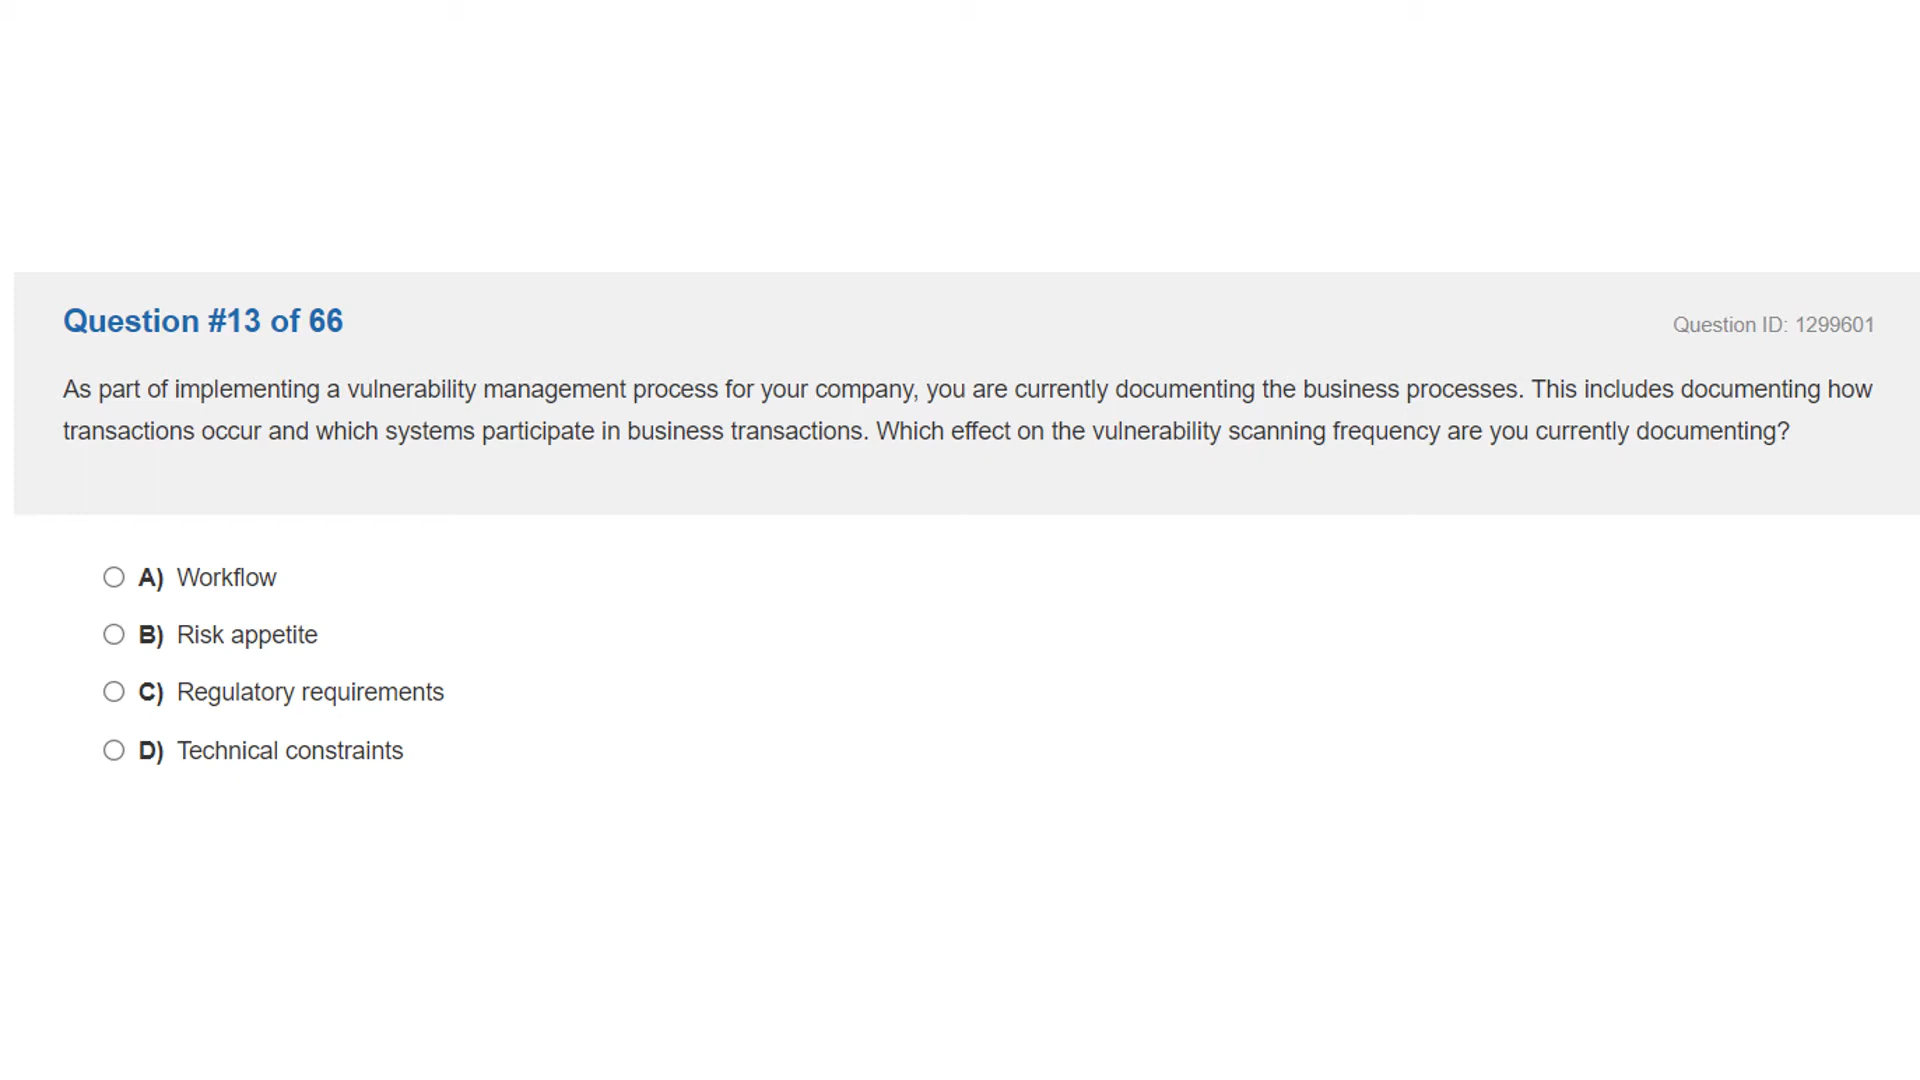 Question #13 of 66
Question ID: 1299601
As part of implementing a vulnerability management process for your company, you are currently documenting the business processes. This includes documenting how
transactions occur and which systems participate in business transactions. Which effect on the vulnerability scanning frequency are you currently documenting?
A) Workflow
B) Risk appetite
C) Regulatory requirements
D) Technical constraints